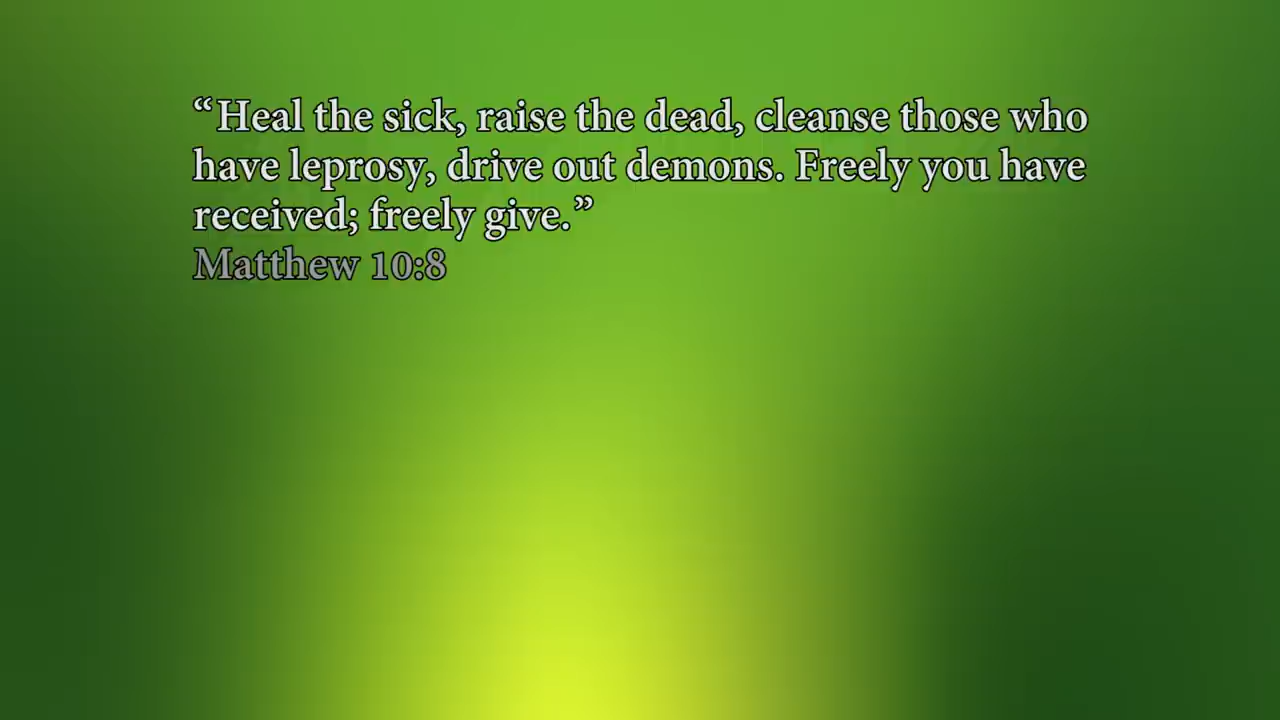 “Heal the sick, raise the dead, cleanse those who
have leprosy, drive out demons. Freely you have
received; freely give.”
Matthew 10:8